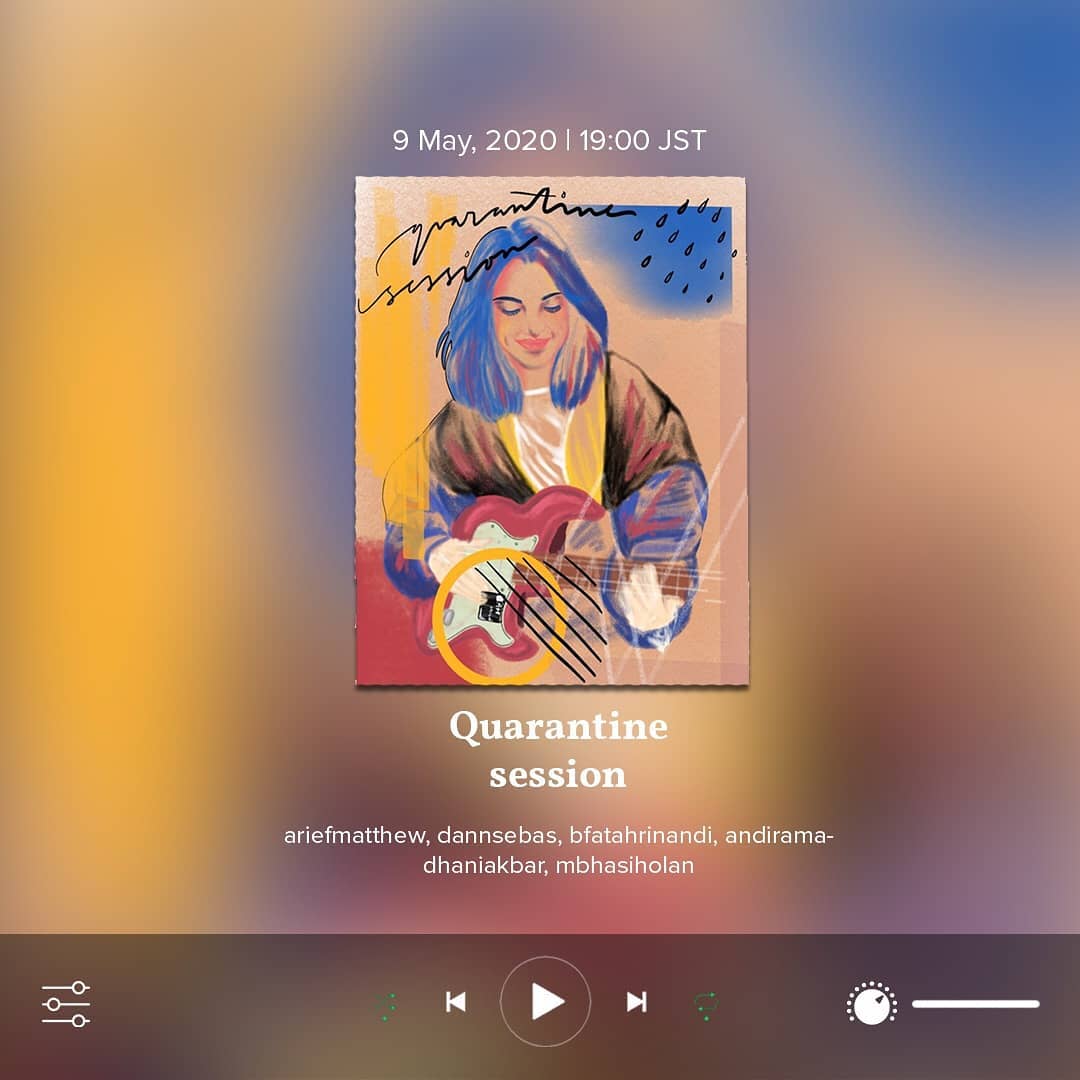 9 May, 2020 | 19:00 JST
quarantine
session
Quarantine
session
ariefmatthew, dannsebas, bfatahrinandi, andirama-
dhaniakbar, mbhasiholan